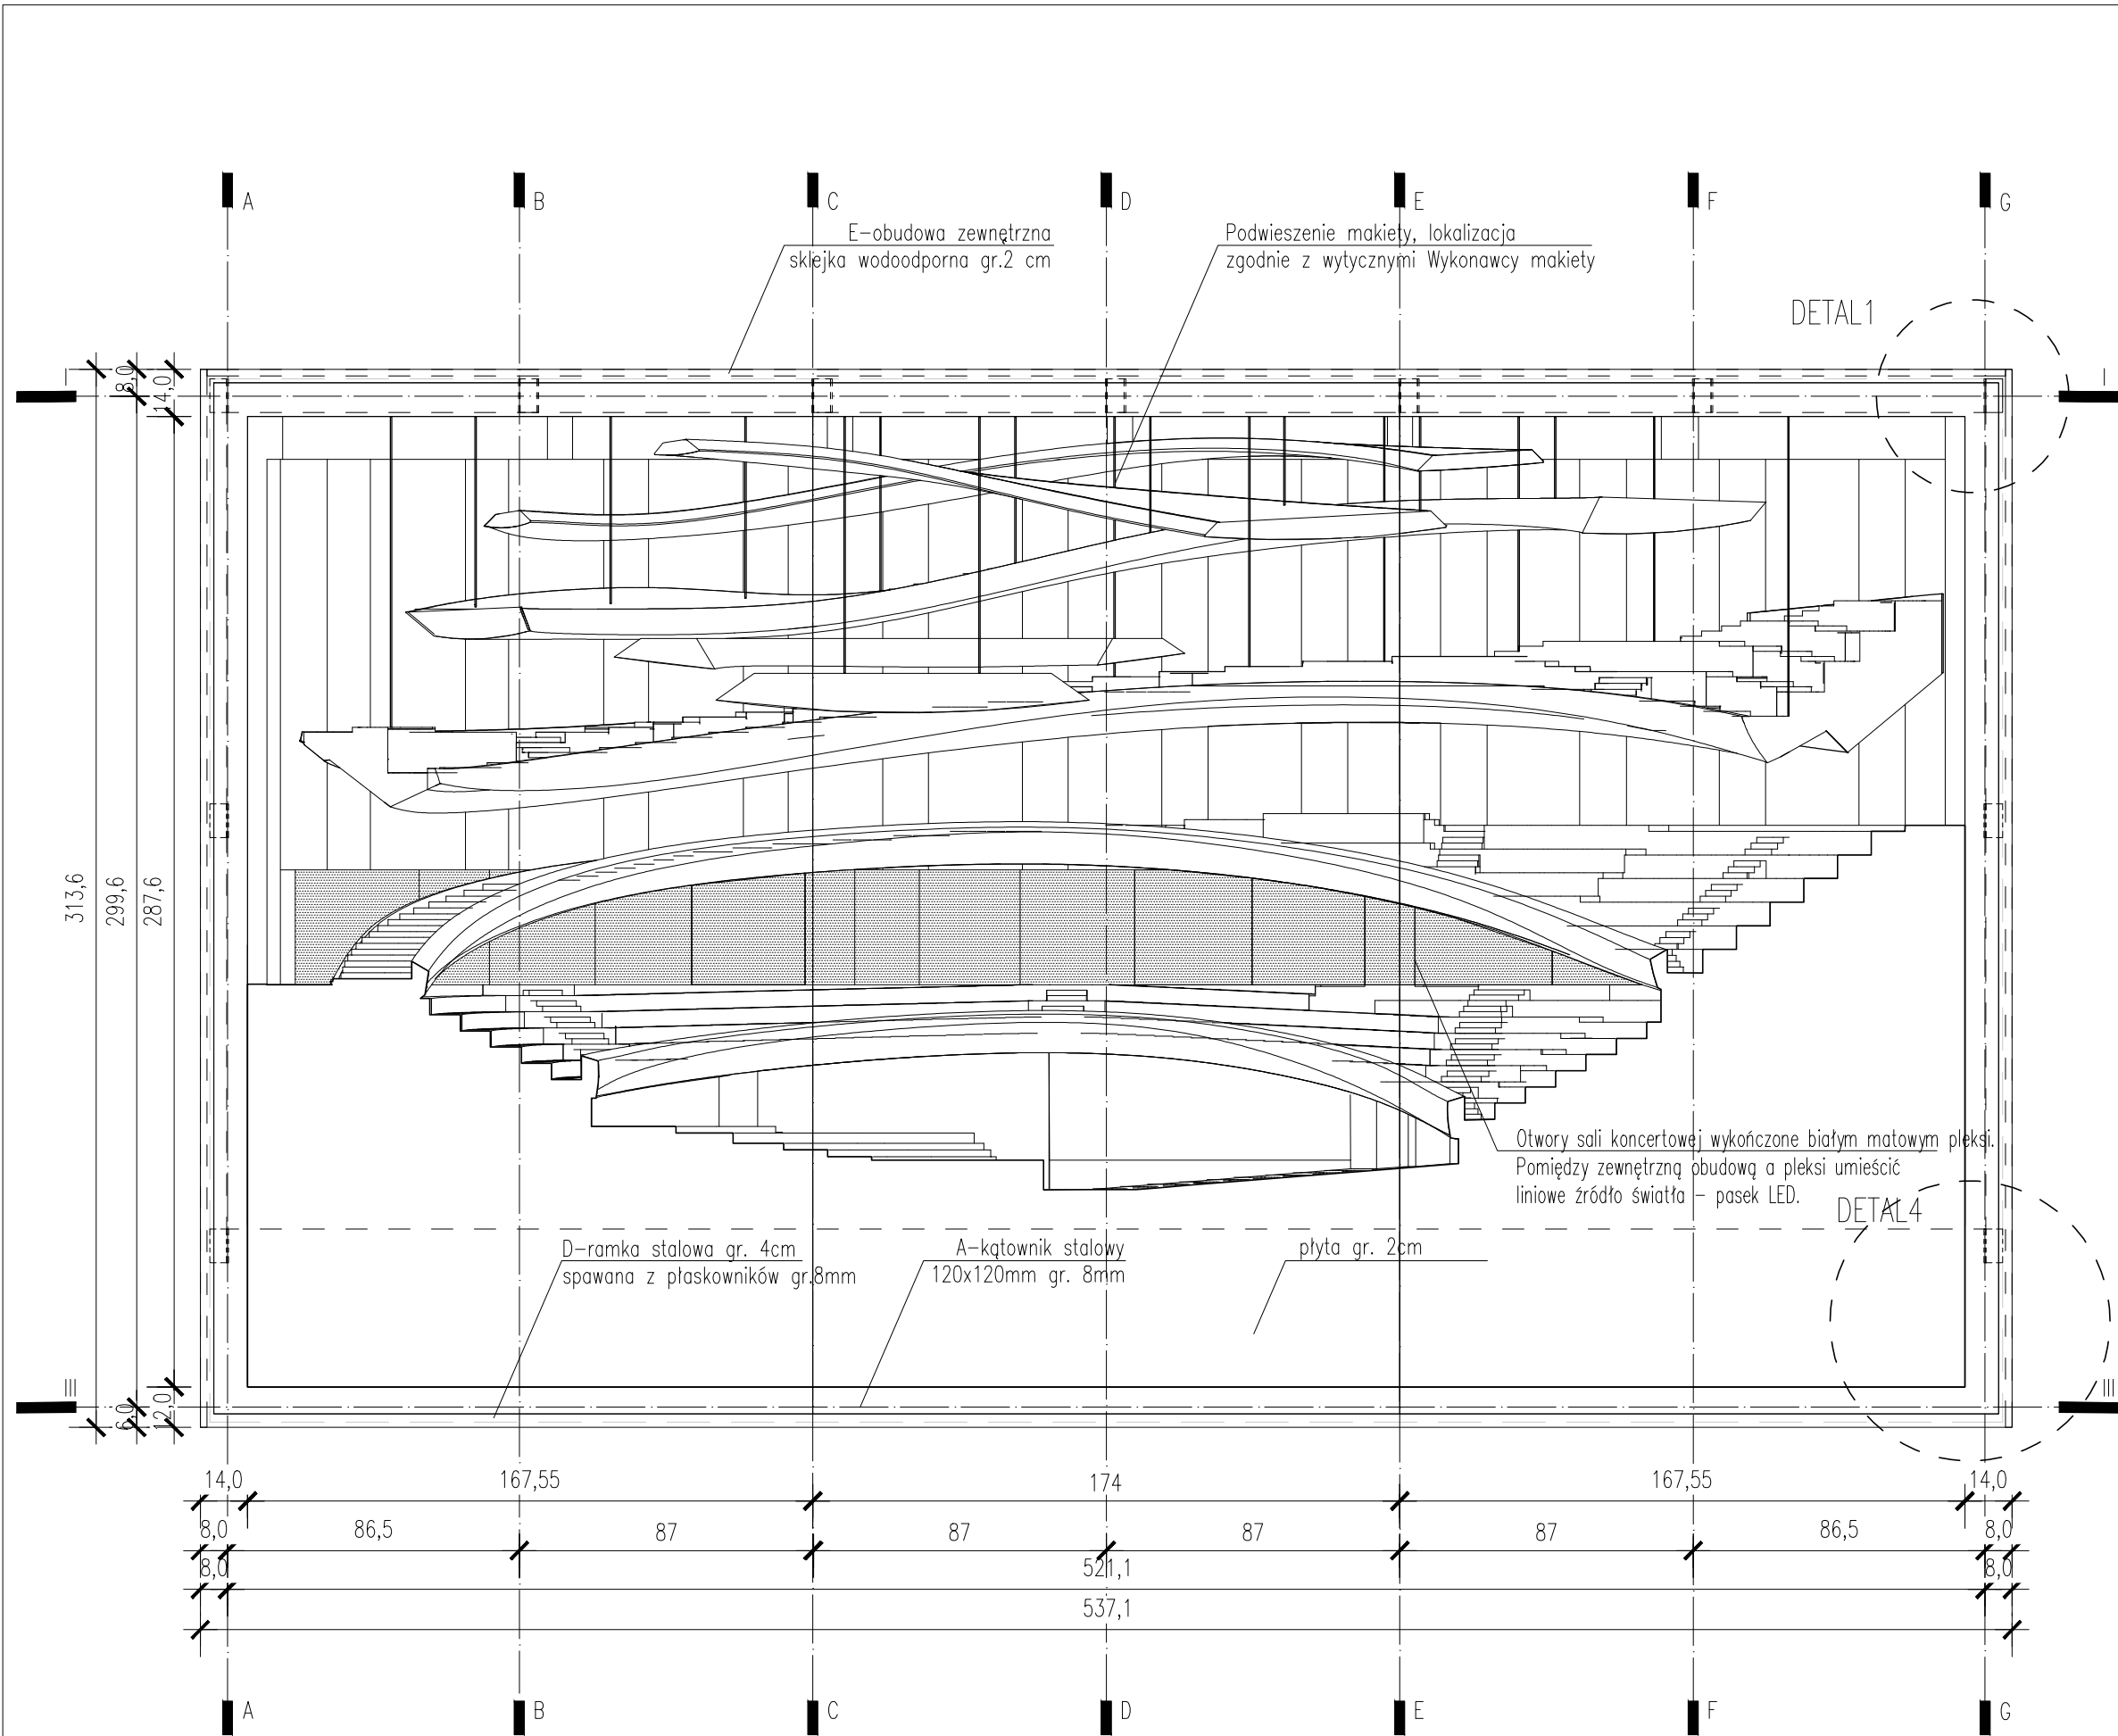 A B C D E F G
E-obudowa zewnętrzna
sklejka wodoodporna gr.2 cm
Podwieszenie makiety, lokalizacja
zgodnie z wytycznymi Wykonawcy makiety
DETAL1
I I
8,0
14,0
313,6
299,6
287,6
Otwory sali koncertowej wykończone białym matowym pleksi.
Pomiędzy zewnętrzną obudową a pleksi umieścić
liniowe źródło światła - pasek LED.
DETAL4
D-ramka stalowa gr. 4cm
spawana z płaskowników gr.8mm
A-kątownik stalowy
120x120mm gr. 8mm
płyta gr. 2cm
III III
6,0
12,0
14,0 167,55 174 167,55 14,0
8,0 86,5 87 87 87 87 86,5 8,0
8,0 521,1 8,0
537,1
A B C D E F G